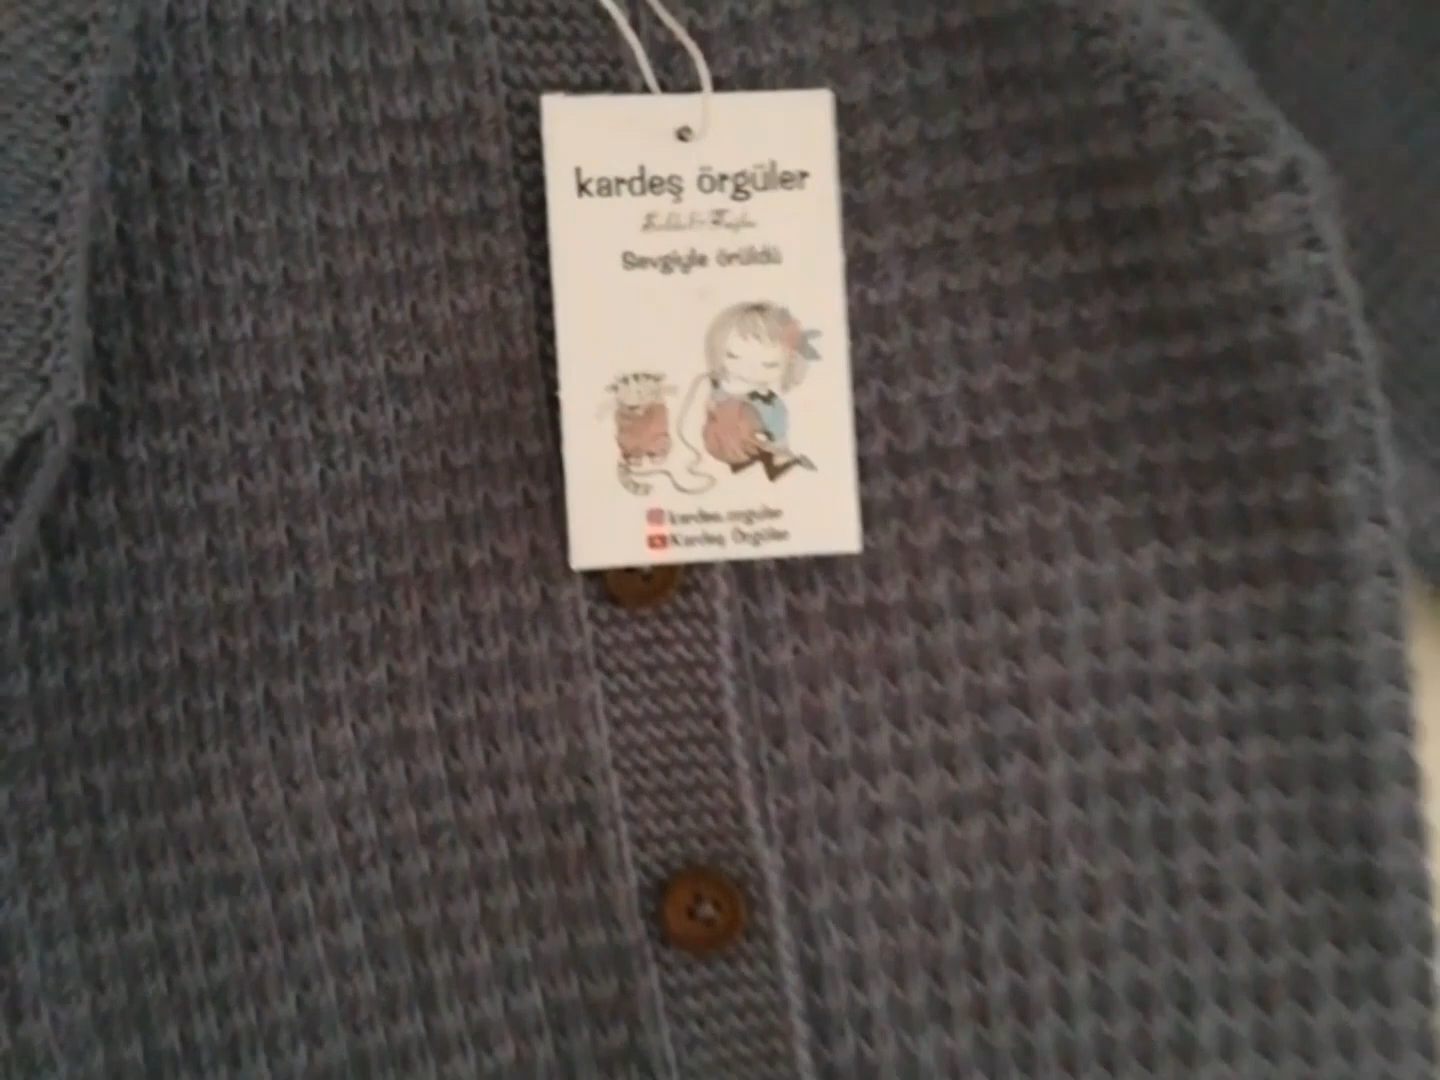 kardeş örgüler
Sevgiyle örüldü
kardes.orguler
Kardeş Örgüler